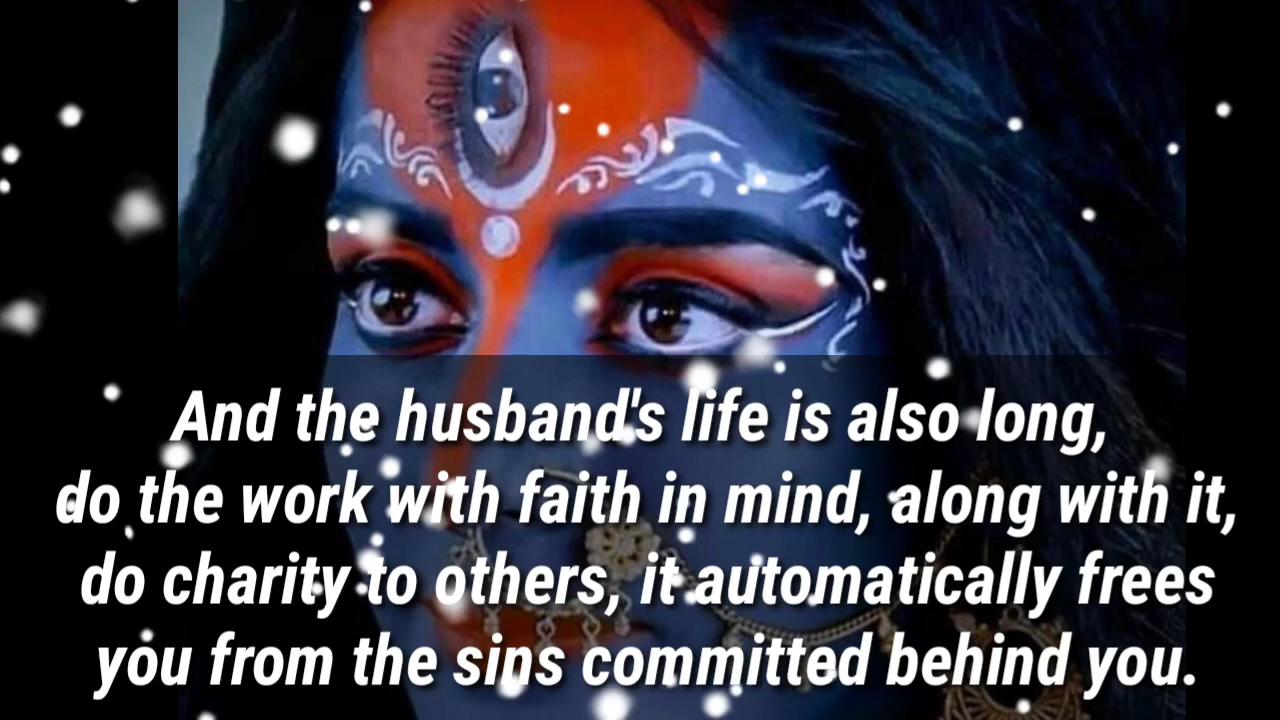 And the husband's life is also long,
do the work with faith in mind, along with it,
do charity to others, it automatically frees
you from the sins committed behind you.